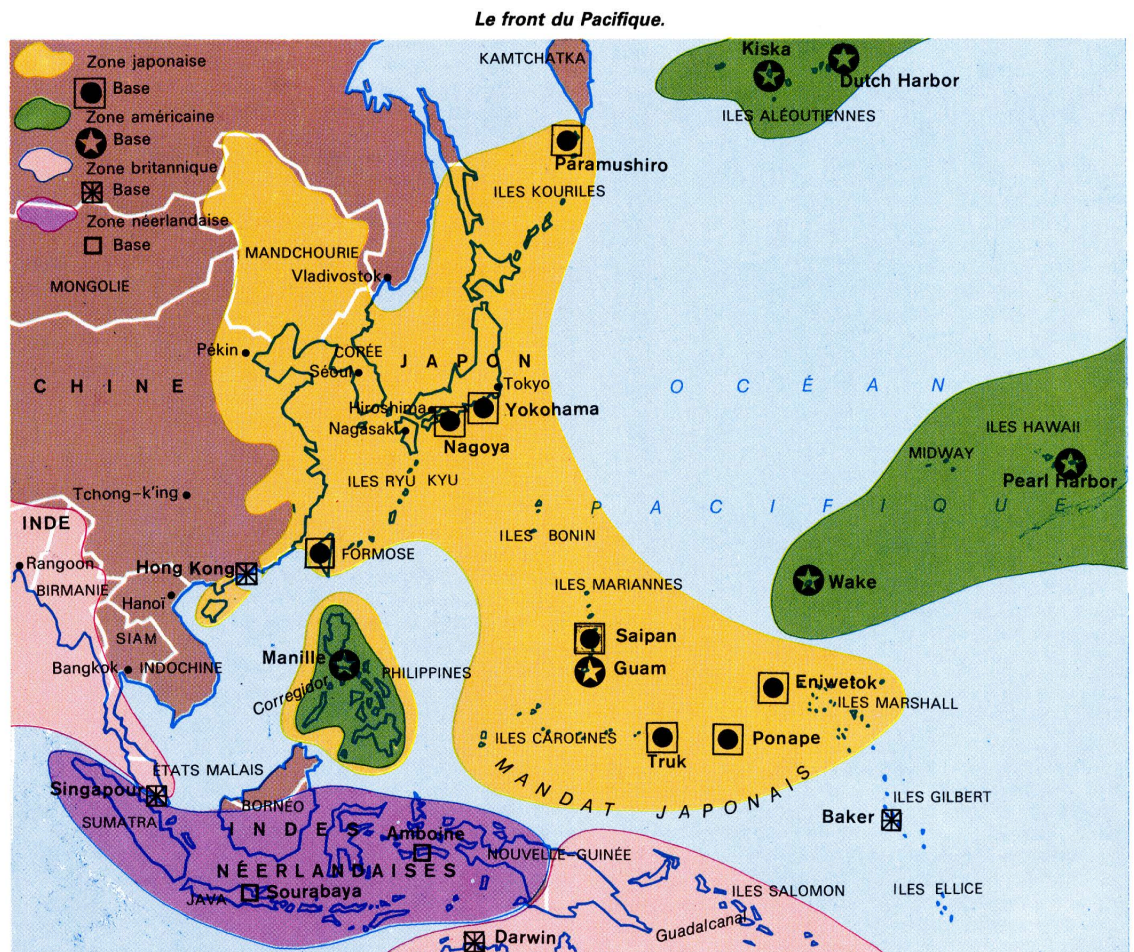 Le front du Pacifique.
Zone japonaise
Base
Zone américaine
Base
Zone britannique
Base
Zone néerlandaise
Base
KAMTCHATKA
Kiska
Dutch Harbor
ILES ALÉOUTIENNES
Paramushiro
ILES KOURILES
MANDCHOURIE
Vladivostok
MONGOLIE
Pékin
CORÉE
Séoul
JAPON
CHINE
Tokyo
Hiroshima
Yokohama
Nagasaki
Nagoya
OCÉAN
ILES HAWAII
MIDWAY
Pearl Harbor
ILES RYU KYU
Tchong-k'ing
PACIFIQUE
INDE
ILES BONIN
FORMOSE
Rangoon
Hong Kong
BIRMANIE
Hanoï
ILES MARIANNES
Wake
SIAM
Saipan
Bangkok
INDOCHINE
Manille
PHILIPPINES
Guam
Corregidor
Eniwetok
ILES MARSHALL
ILES CAROLINES
Truk
Ponape
MANDAT JAPONAIS
ÉTATS MALAIS
Singapour
BORNÉO
ILES GILBERT
SUMATRA
INDES
Baker
Amboine
NOUVELLE-GUINÉE
NÉERLANDAISES
JAVA
Sourabaya
ILES SALOMON
ILES ELLICE
Guadalcanal
Darwin